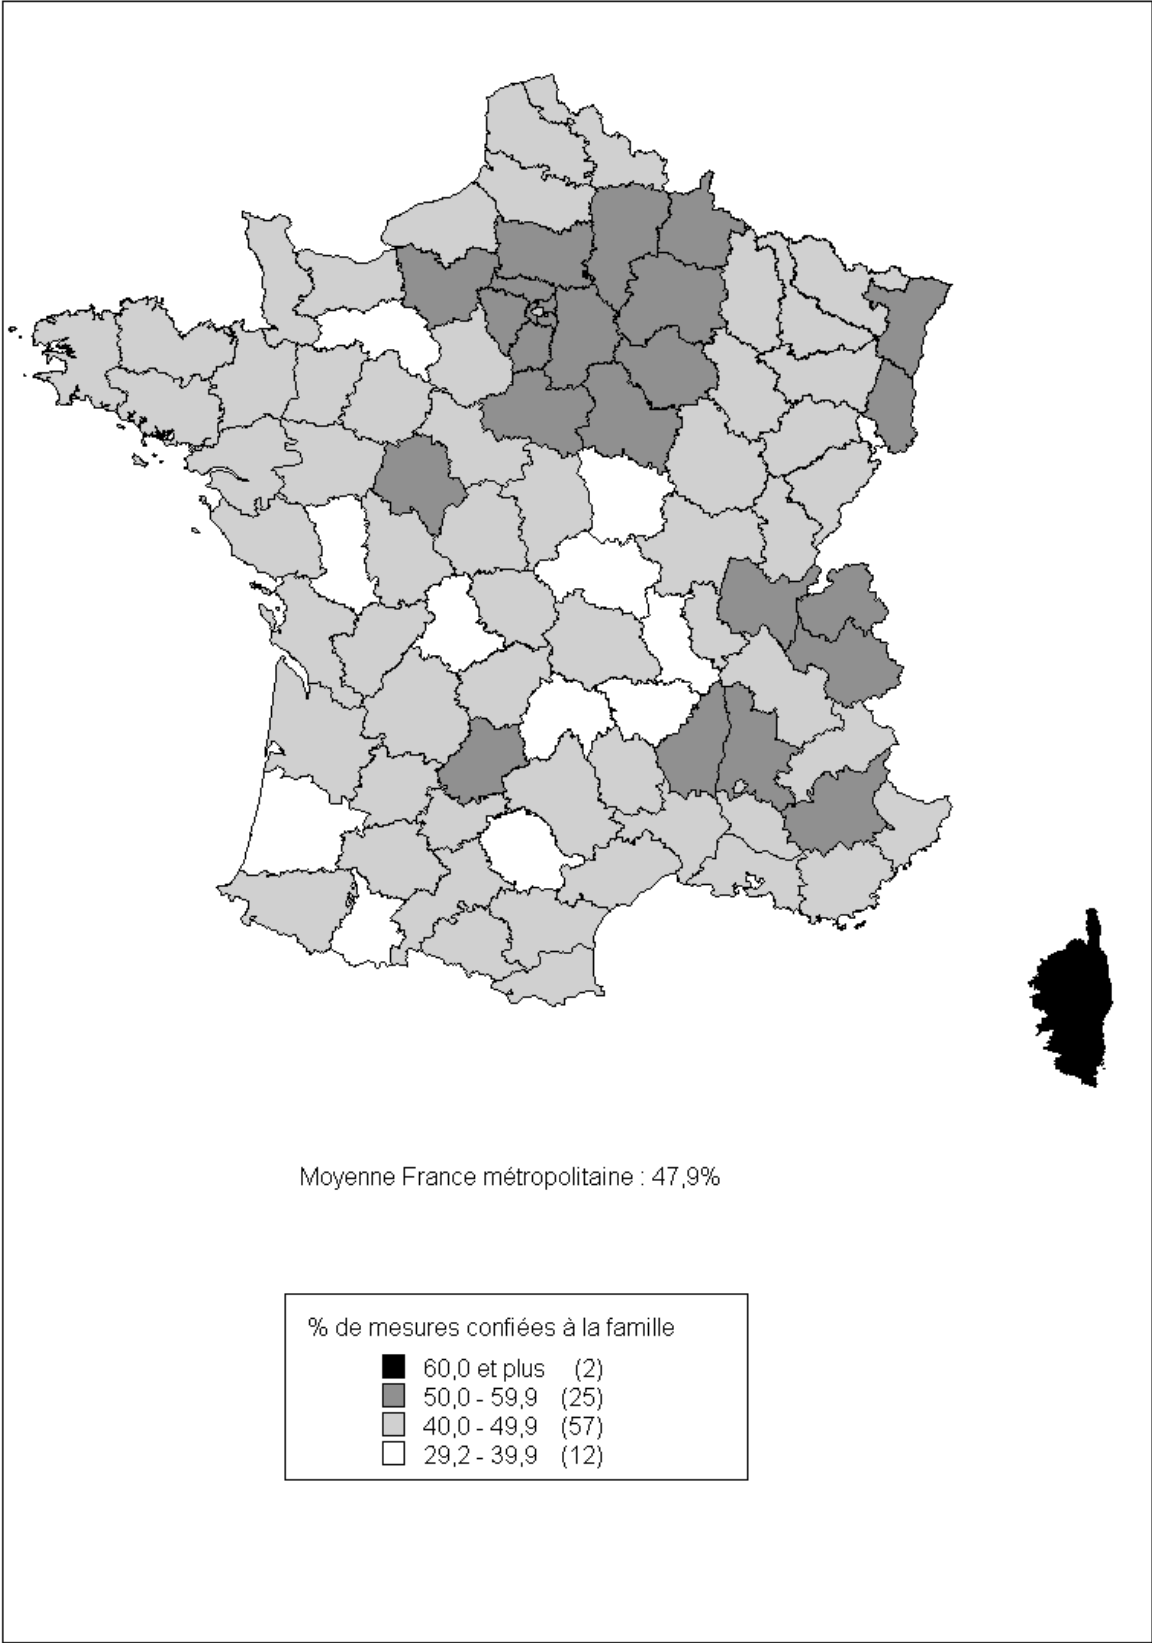 Moyenne France métropolitaine : 47,9%
% de mesures confiées à la famille
60,0 et plus (2)
50,0 - 59,9 (25)
40,0 - 49,9 (57)
29,2 - 39,9 (12)